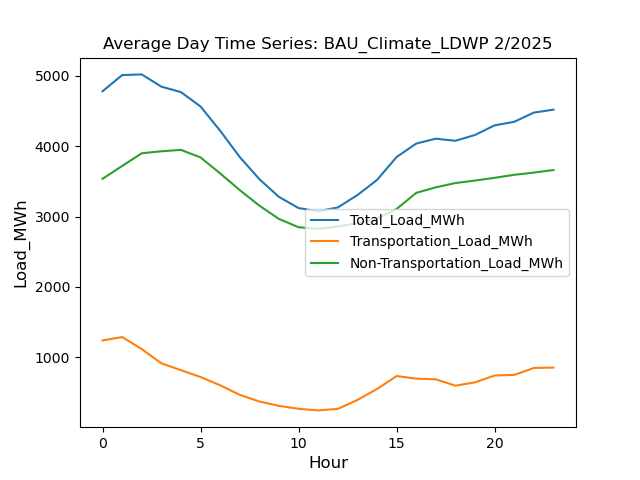 Average Day Time Series: BAU_Climate_LDWP 2/2025
Load_MWh
5000
4000
3000
2000
1000
Total_Load_MWh
Transportation_Load_MWh
Non-Transportation_Load_MWh
0 5 10 15 20
Hour